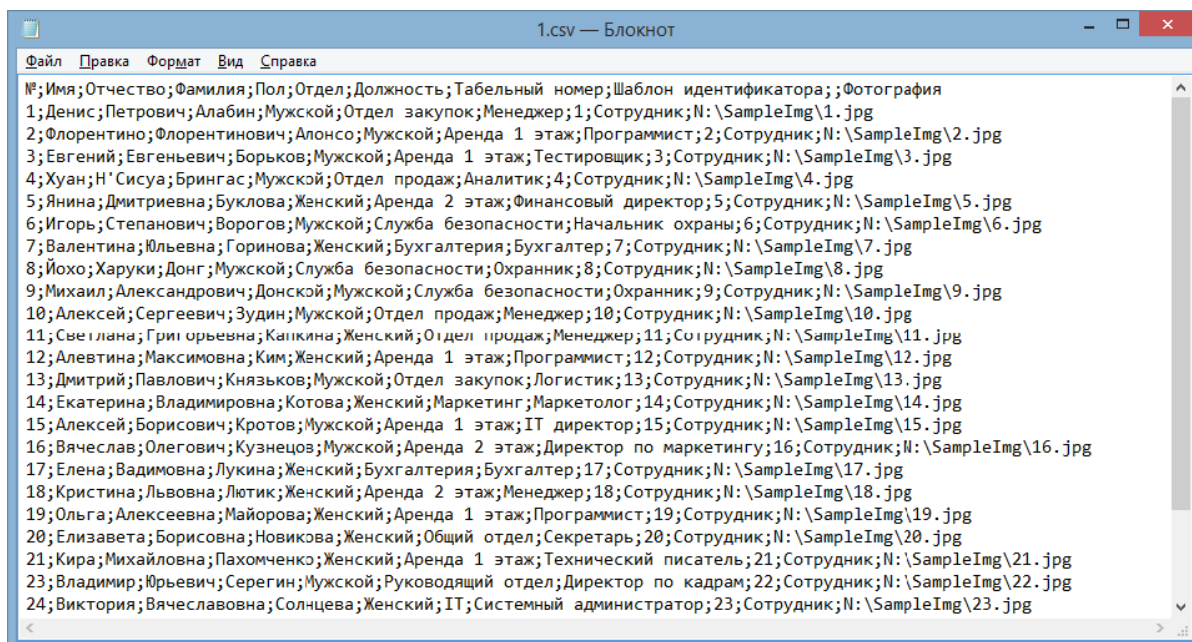 1.csv — Блокнот
Файл Правка Формат Вид Справка
№;Имя;Отчество;Фамилия;Пол;Отдел;Должность;Табельный номер;Шаблон идентификатора;;Фотография
1;Денис;Петрович;Алабин;Мужской;Отдел закупок;Менеджер;1;Сотрудник;N:\SampleImg\1.jpg
2;Флорентино;Флорентинович;Алонсо;Мужской;Аренда 1 этаж;Программист;2;Сотрудник;N:\SampleImg\2.jpg
3;Евгений;Евгеньевич;Борьков;Мужской;Аренда 1 этаж;Тестировщик;3;Сотрудник;N:\SampleImg\3.jpg
4;Хуан;Н'Сисуа;Брингас;Мужской;Отдел продаж;Аналитик;4;Сотрудник;N:\SampleImg\4.jpg
5;Янина;Дмитриевна;Буклова;Женский;Аренда 2 этаж;Финансовый директор;5;Сотрудник;N:\SampleImg\5.jpg
6;Игорь;Степанович;Ворогов;Мужской;Служба безопасности;Начальник охраны;6;Сотрудник;N:\SampleImg\6.jpg
7;Валентина;Юльевна;Горинова;Женский;Бухгалтерия;Бухгалтер;7;Сотрудник;N:\SampleImg\7.jpg
8;Йохо;Харуки;Донг;Мужской;Служба безопасности;Охранник;8;Сотрудник;N:\SampleImg\8.jpg
9;Михаил;Александрович;Донской;Мужской;Служба безопасности;Охранник;9;Сотрудник;N:\SampleImg\9.jpg
10;Алексей;Сергеевич;Зудин;Мужской;Отдел продаж;Менеджер;10;Сотрудник;N:\SampleImg\10.jpg
11;Светлана;Григорьевна;Капкина;Женский;Отдел продаж;Менеджер;11;Сотрудник;N:\SampleImg\11.jpg
12;Алевтина;Максимовна;Ким;Женский;Аренда 1 этаж;Программист;12;Сотрудник;N:\SampleImg\12.jpg
13;Дмитрий;Павлович;Князьков;Мужской;Отдел закупок;Логистик;13;Сотрудник;N:\SampleImg\13.jpg
14;Екатерина;Владимировна;Котова;Женский;Маркетинг;Маркетолог;14;Сотрудник;N:\SampleImg\14.jpg
15;Алексей;Борисович;Кротов;Мужской;Аренда 1 этаж;IT директор;15;Сотрудник;N:\SampleImg\15.jpg
16;Вячеслав;Олегович;Кузнецов;Мужской;Аренда 2 этаж;Директор по маркетингу;16;Сотрудник;N:\SampleImg\16.jpg
17;Елена;Вадимовна;Лукина;Женский;Бухгалтерия;Бухгалтер;17;Сотрудник;N:\SampleImg\17.jpg
18;Кристина;Львовна;Лютик;Женский;Аренда 2 этаж;Менеджер;18;Сотрудник;N:\SampleImg\18.jpg
19;Ольга;Алексеевна;Майорова;Женский;Аренда 1 этаж;Программист;19;Сотрудник;N:\SampleImg\19.jpg
20;Елизавета;Борисовна;Новикова;Женский;Общий отдел;Секретарь;20;Сотрудник;N:\SampleImg\20.jpg
21;Кира;Михайловна;Пахомченко;Женский;Аренда 1 этаж;Технический писатель;21;Сотрудник;N:\SampleImg\21.jpg
23;Владимир;Юрьевич;Серегин;Мужской;Руководящий отдел;Директор по кадрам;22;Сотрудник;N:\SampleImg\22.jpg
24;Виктория;Вячеславовна;Солнцева;Женский;IT;Системный администратор;23;Сотрудник;N:\SampleImg\23.jpg